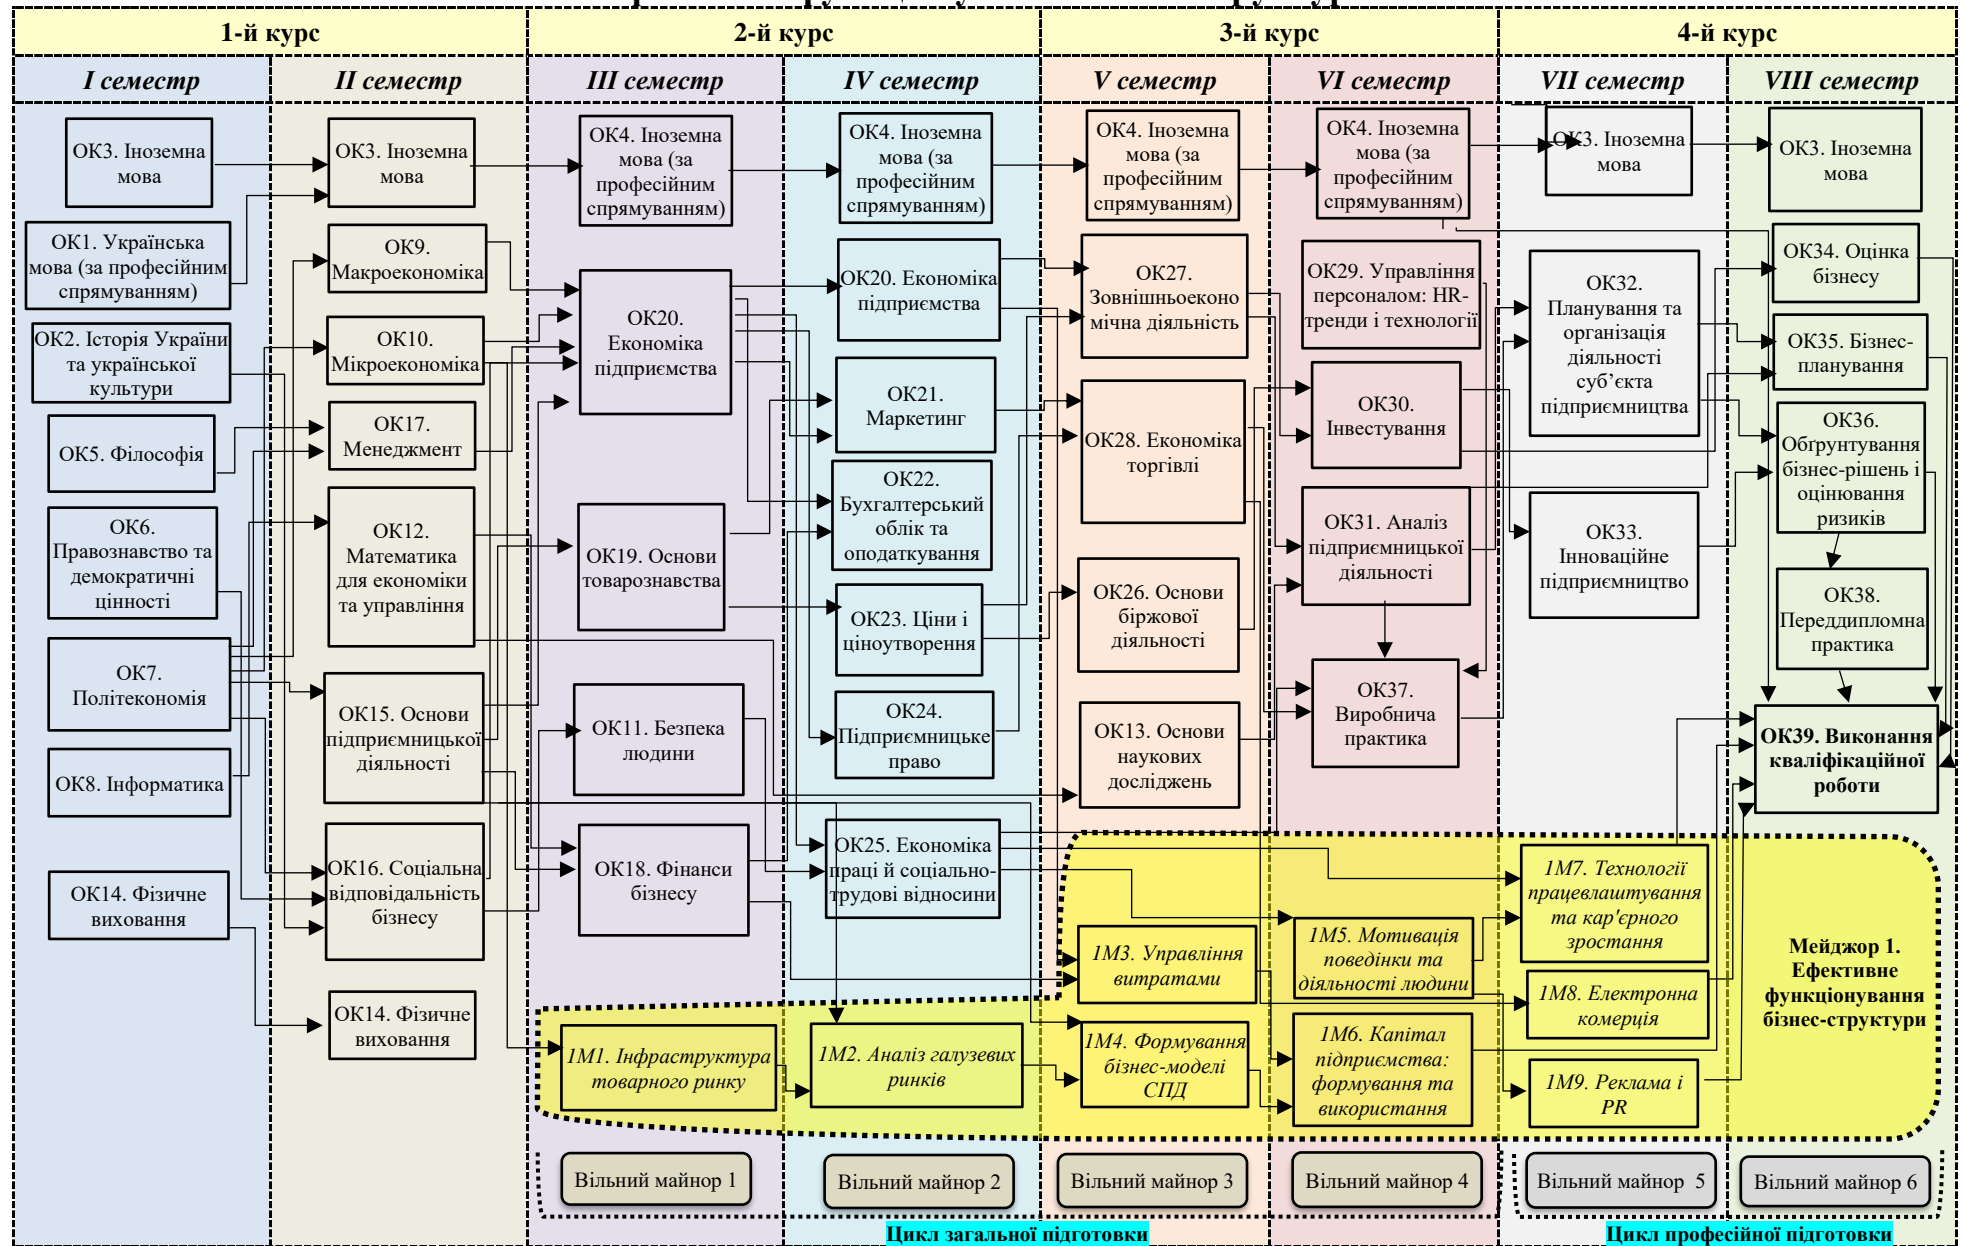 1-й курс
2-й курс
3-й курс
4-й курс
I семестр
II семестр
III семестр
IV семестр
V семестр
VI семестр
VII семестр
VIII семестр
ОК3. Іноземна
мова
ОК1. Українська
мова (за професійним
спрямуванням)
ОК2. Історія України
та української
культури
ОК5. Філософія
ОК6.
Правознавство та
демократичні
цінності
ОК7.
Політекономія
ОК8. Інформатика
ОК14. Фізичне
виховання
ОК3. Іноземна
мова
ОК9.
Макроекономіка
ОК10.
Мікроекономіка
ОК17.
Менеджмент
ОК12.
Математика
для економіки
та управління
ОК15. Основи
підприємницької
діяльності
ОК16. Соціальна
відповідальність
бізнесу
ОК14. Фізичне
виховання
ОК4. Іноземна
мова (за
професійним
спрямуванням)
ОК20.
Економіка
підприємства
ОК19. Основи
товарознавства
ОК11. Безпека
людини
ОК18. Фінанси
бізнесу
1М1. Інфраструктура
товарного ринку
Вільний майнор 1
ОК4. Іноземна
мова (за
професійним
спрямуванням)
ОК20. Економіка
підприємства
ОК21.
Маркетинг
ОК22.
Бухгалтерський
облік та
оподаткування
ОК23. Ціни і
ціноутворення
ОК24.
Підприємницьке
право
ОК25. Економіка
праці й соціально-
трудові відносини
1М2. Аналіз галузевих
ринків
Вільний майнор 2
ОК4. Іноземна
мова (за
професійним
спрямуванням)
ОК27.
Зовнішньоеконо
мічна діяльність
ОК28. Економіка
торгівлі
ОК26. Основи
біржової
діяльності
ОК13. Основи
наукових
досліджень
1М3. Управління
витратами
1М4. Формування
бізнес-моделі
СПД
Вільний майнор 3
ОК4. Іноземна
мова (за
професійним
спрямуванням)
ОК29. Управління
персоналом: HR-
тренди і технології
ОК30.
Інвестування
ОК31. Аналіз
підприємницької
діяльності
ОК37.
Виробнича
практика
1М5. Мотивація
поведінки та
діяльності людини
1М6. Капітал
підприємства:
формування та
використання
Вільний майнор 4
ОК3. Іноземна
мова
ОК32.
Планування та
організація
діяльності
суб’єкта
підприємництва
ОК33.
Інноваційне
підприємництво
1М7. Технології
працевлаштування
та кар'єрного
зростання
1М8. Електронна
комерція
1М9. Реклама і
PR
Вільний майнор 5
ОК3. Іноземна
мова
ОК34. Оцінка
бізнесу
ОК35. Бізнес-
планування
ОК36.
Обґрунтування
бізнес-рішень і
оцінювання
ризиків
ОК38.
Переддипломна
практика
ОК39. Виконання
кваліфікаційної
роботи
Мейджор 1.
Ефективне
функціонування
бізнес-структури
Вільний майнор 6
Цикл загальної підготовки
Цикл професійної підготовки